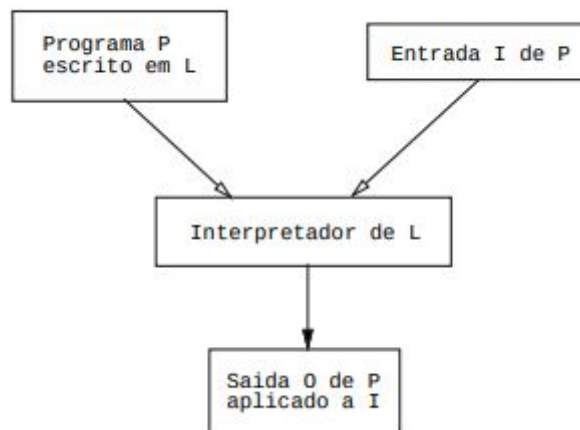 Programa P
escrito em L
Entrada I de P
Interpretador de L
Saida O de P
aplicado a I